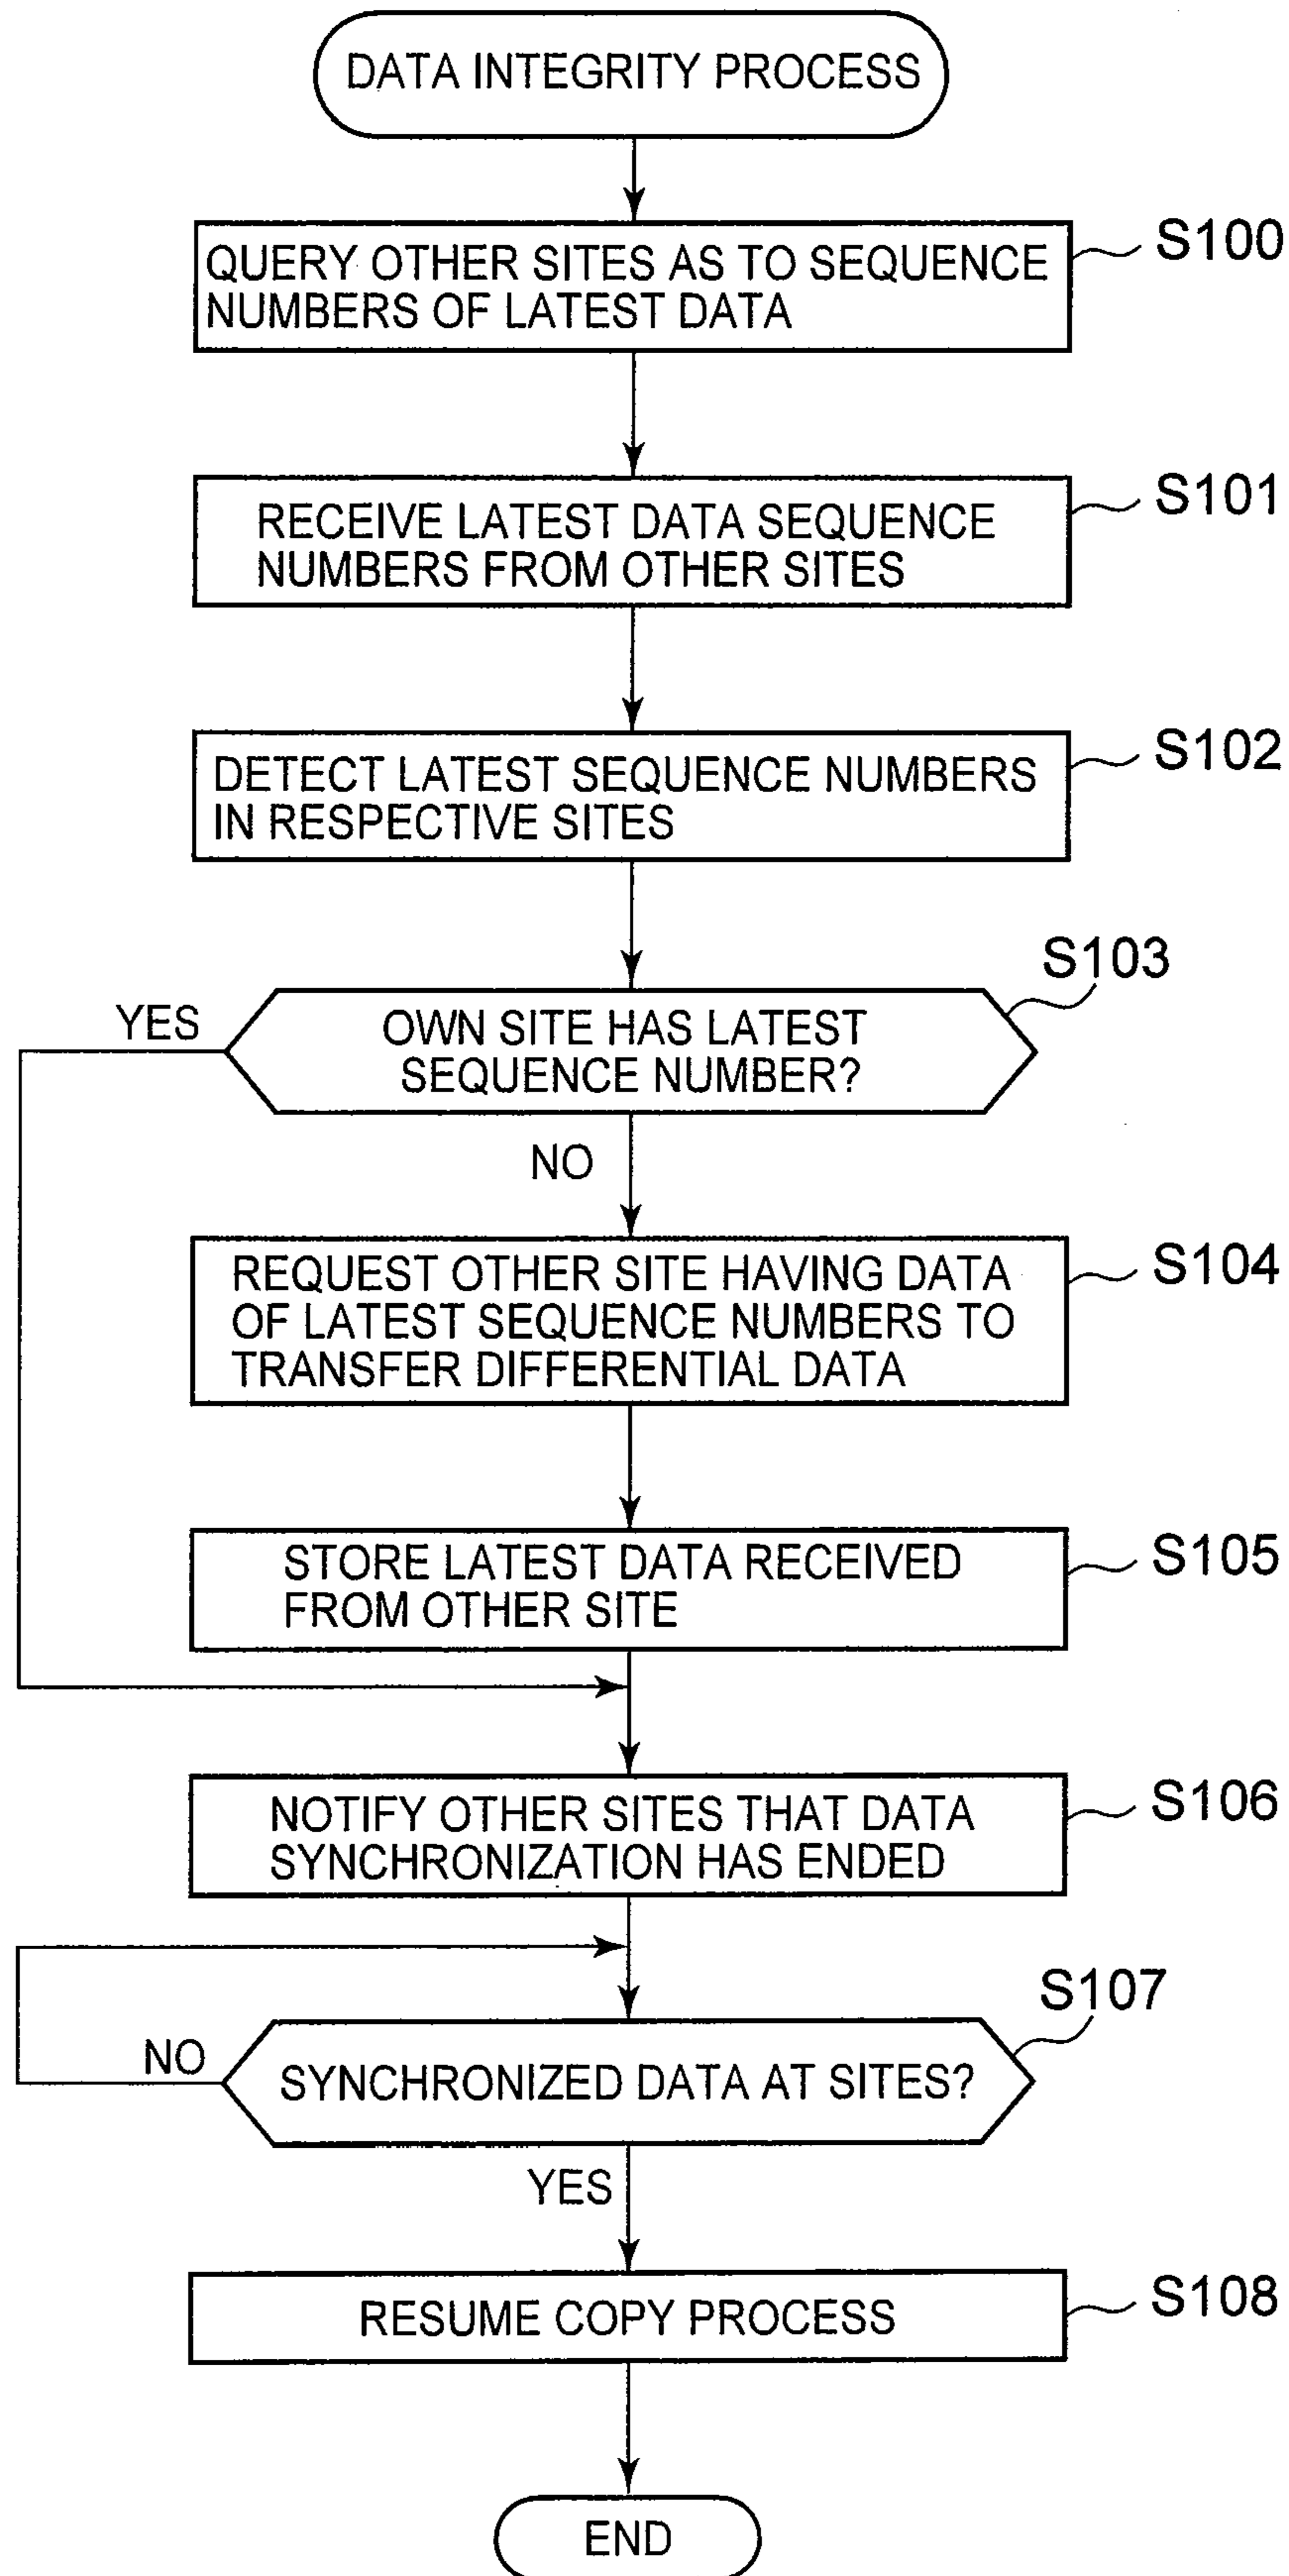 DATA INTEGRITY PROCESS
QUERY OTHER SITES AS TO SEQUENCE
NUMBERS OF LATEST DATA
S100
RECEIVE LATEST DATA SEQUENCE
NUMBERS FROM OTHER SITES
S101
DETECT LATEST SEQUENCE NUMBERS
IN RESPECTIVE SITES
S102
S103
YES
OWN SITE HAS LATEST
SEQUENCE NUMBER?
NO
REQUEST OTHER SITE HAVING DATA
OF LATEST SEQUENCE NUMBERS TO
TRANSFER DIFFERENTIAL DATA
S104
STORE LATEST DATA RECEIVED
FROM OTHER SITE
S105
NOTIFY OTHER SITES THAT DATA
SYNCHRONIZATION HAS ENDED
S106
S107
NO
SYNCHRONIZED DATA AT SITES?
YES
RESUME COPY PROCESS
S108
END